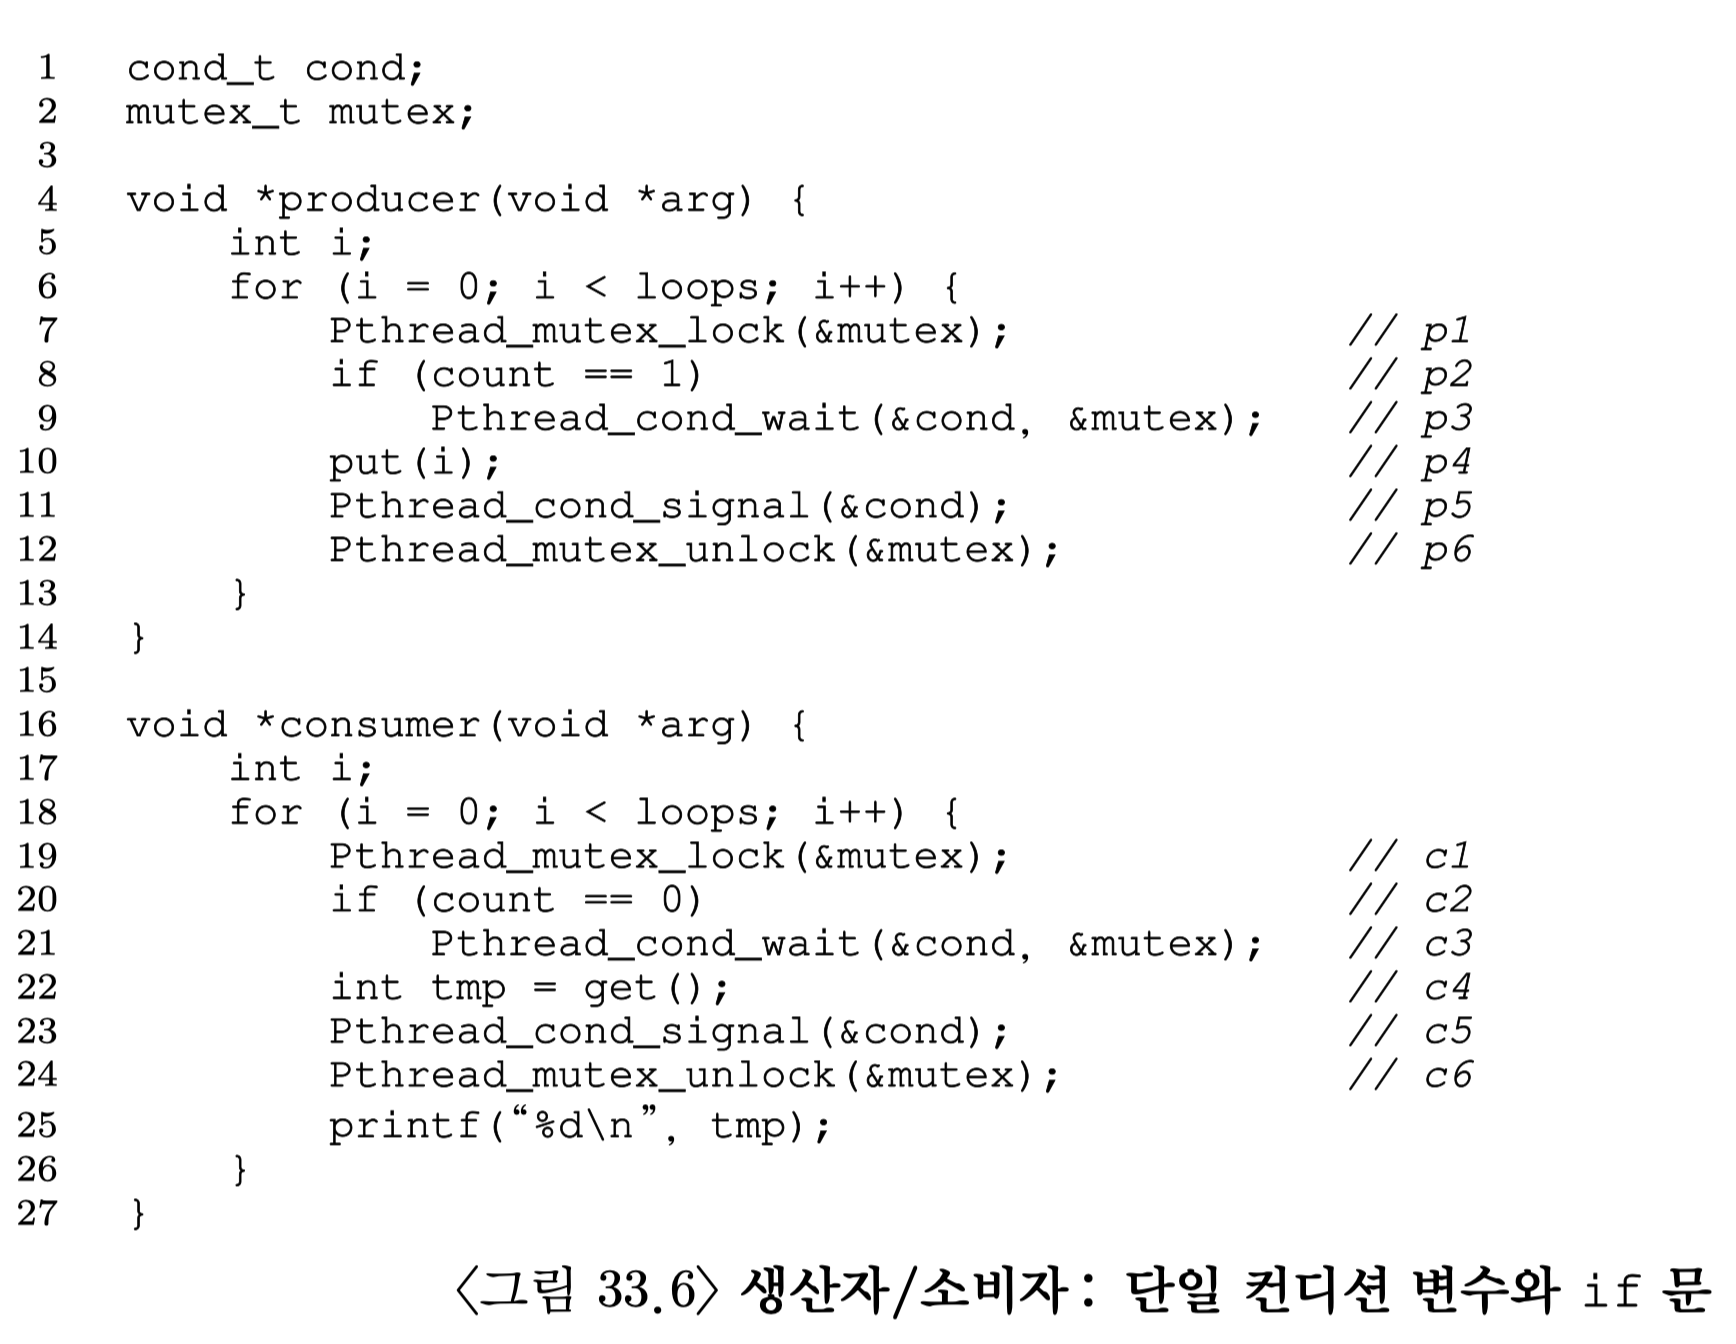 1 cond_t cond;
2 mutex_t mutex;
3
4 void *producer(void *arg) {
5 int i;
6 for (i = 0; i < loops; i++) {
7 Pthread_mutex_lock(&mutex); // p1
8 if (count == 1) // p2
9 Pthread_cond_wait(&cond, &mutex); // p3
10 put(i); // p4
11 Pthread_cond_signal(&cond); // p5
12 Pthread_mutex_unlock(&mutex); // p6
13 }
14 }
15
16 void *consumer(void *arg) {
17 int i;
18 for (i = 0; i < loops; i++) {
19 Pthread_mutex_lock(&mutex); // c1
20 if (count == 0) // c2
21 Pthread_cond_wait(&cond, &mutex); // c3
22 int tmp = get(); // c4
23 Pthread_cond_signal(&cond); // c5
24 Pthread_mutex_unlock(&mutex); // c6
25 printf(“%d\n”, tmp);
26 }
27 }
〈그림 33.6〉 생산자/소비자: 단일 컨디션 변수와 if 문